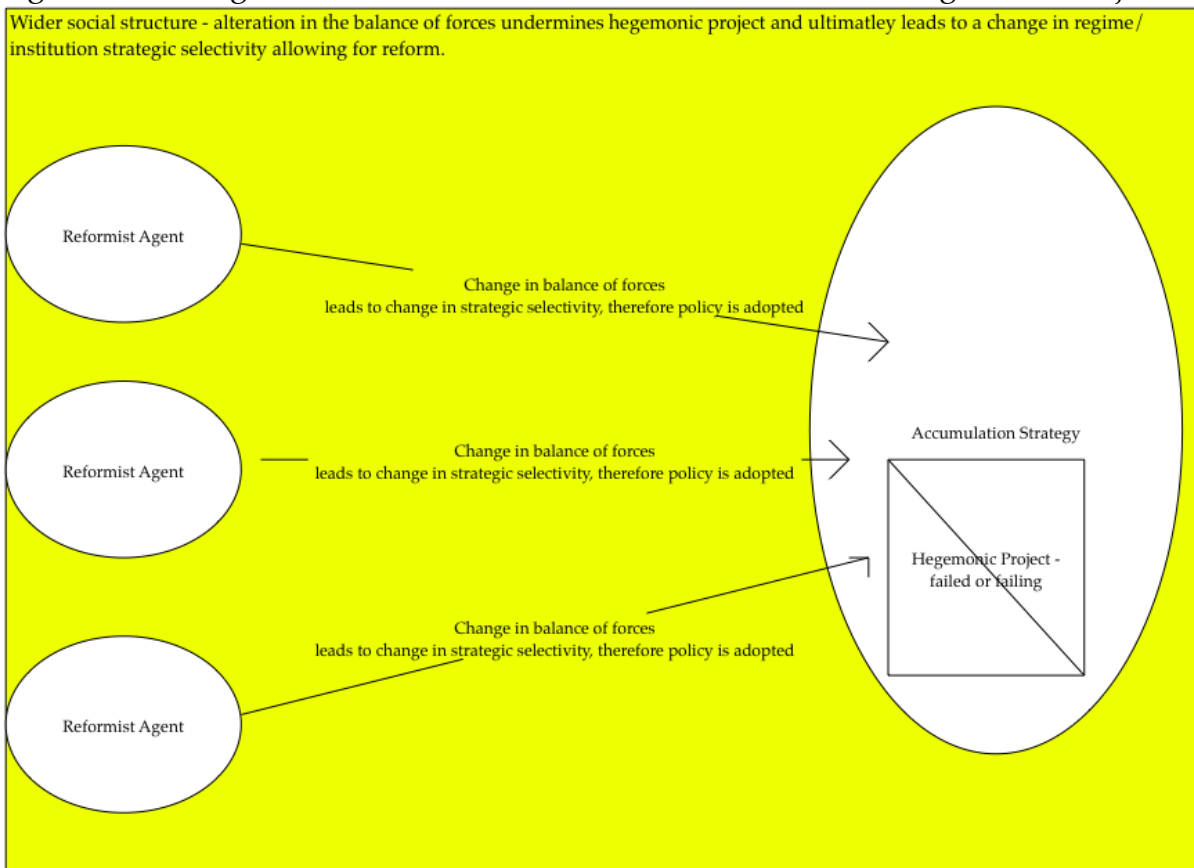 Wider social structure - alteration in the balance of forces undermines hegemonic project and ultimatley leads to a change in regime/
institution strategic selectivity allowing for reform.
Reformist Agent
Change in balance of forces
leads to change in strategic selectivity, therefore policy is adopted
Accumulation Strategy
Reformist Agent
Change in balance of forces
leads to change in strategic selectivity, therefore policy is adopted
Hegemonic Project -
failed or failing
Change in balance of forces
leads to change in strategic selectivity, therefore policy is adopted
Reformist Agent